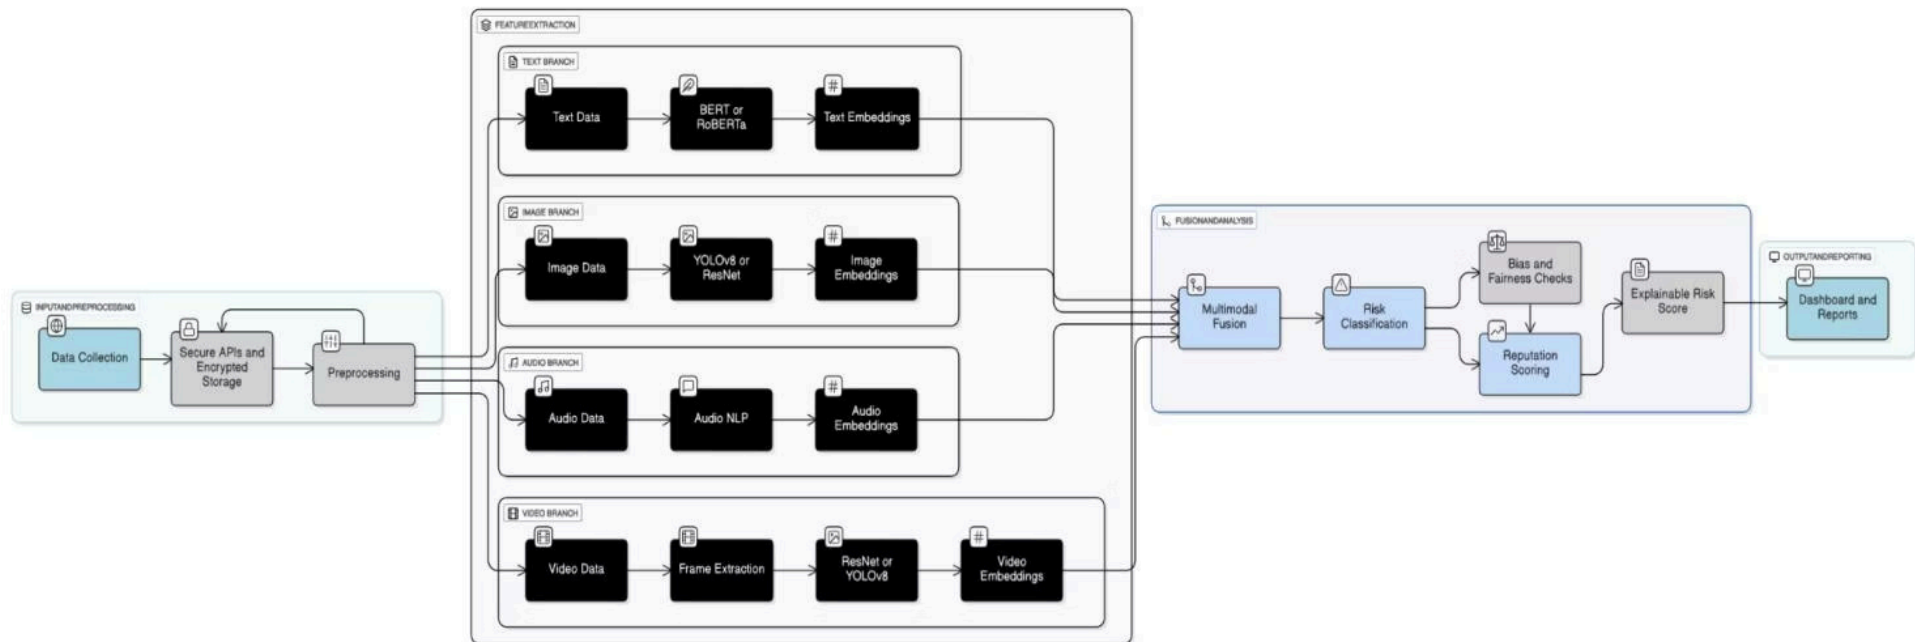 FEATUREEXTRACTION
TEXT BRANCH
Text Data
BERT or
RoBERTa
Text Embeddings
IMAGE BRANCH
Image Data
YOLOv8 or
ResNet
Image
Embeddings
AUDIO BRANCH
Audio Data
Audio NLP
Audio
Embeddings
VIDEO BRANCH
Video Data
Frame Extraction
ResNet or
YOLOv8
Video
Embeddings
INPUTANDPREPROCESSING
Data Collection
Secure APIs and
Encrypted
Storage
Preprocessing
FUSIONANDANALYSIS
Multimodal
Fusion
Risk
Classification
Bias and
Fairness Checks
Reputation
Scoring
Explainable Risk
Score
OUTPUTANDREPORTING
Dashboard and
Reports